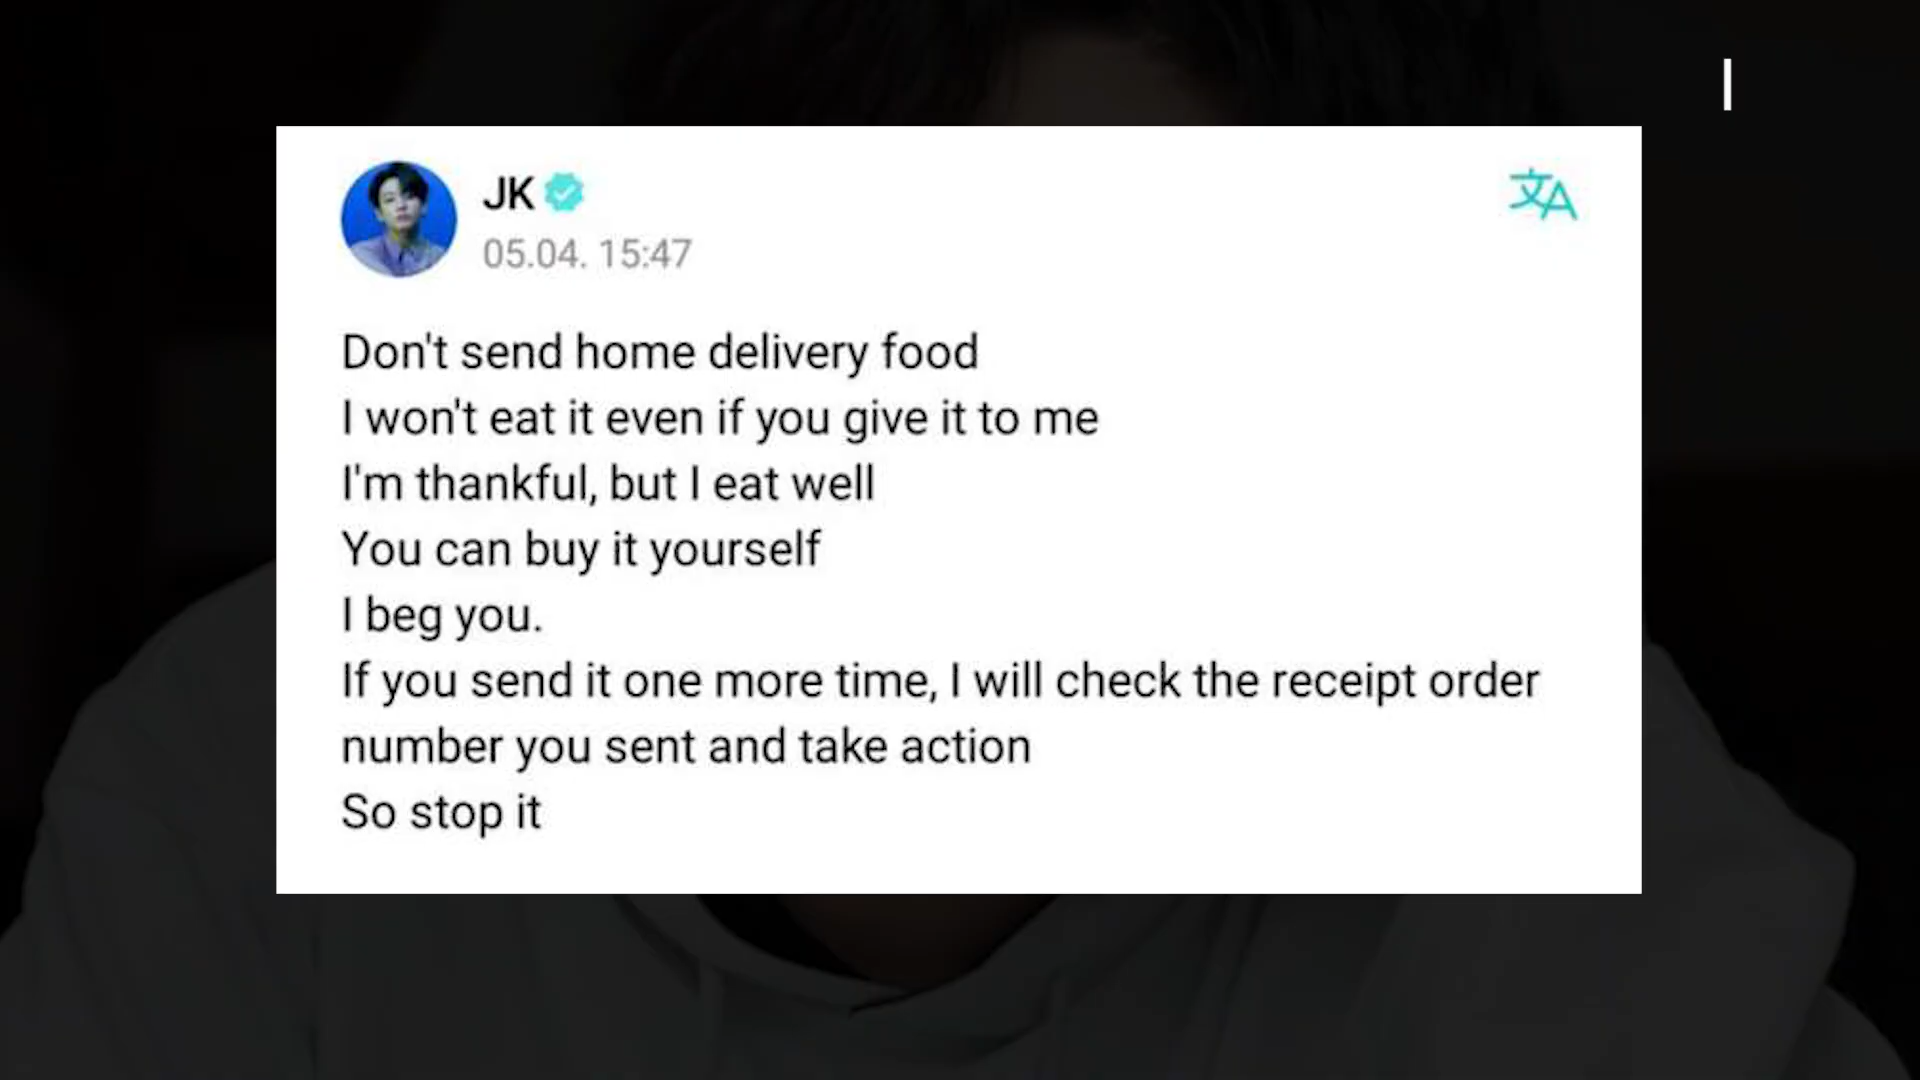 JK
05.04. 15:47
Don't send home delivery food
I won't eat it even if you give it to me
I'm thankful, but I eat well
You can buy it yourself
I beg you.
If you send it one more time, I will check the receipt order
number you sent and take action
So stop it